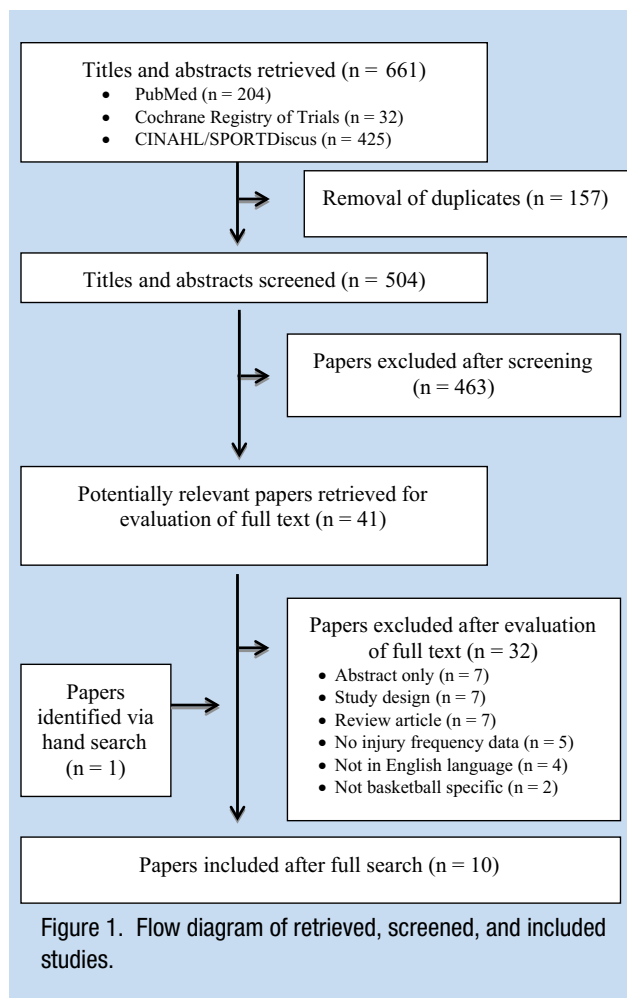 Titles and abstracts retrieved (n = 661)
• PubMed (n = 204)
• Cochrane Registry of Trials (n = 32)
• CINAHL/SPORTDiscus (n = 425)
Removal of duplicates (n = 157)
Titles and abstracts screened (n = 504)
Papers excluded after screening
(n = 463)
Potentially relevant papers retrieved for
evaluation of full text (n = 41)
Papers excluded after evaluation
of full text (n = 32)
• Abstract only (n = 7)
• Study design (n = 7)
• Review article (n = 7)
• No injury frequency data (n = 5)
• Not in English language (n = 4)
• Not basketball specific (n = 2)
Papers
identified via
hand search
(n = 1)
Papers included after full search (n = 10)
Figure 1. Flow diagram of retrieved, screened, and included
studies.